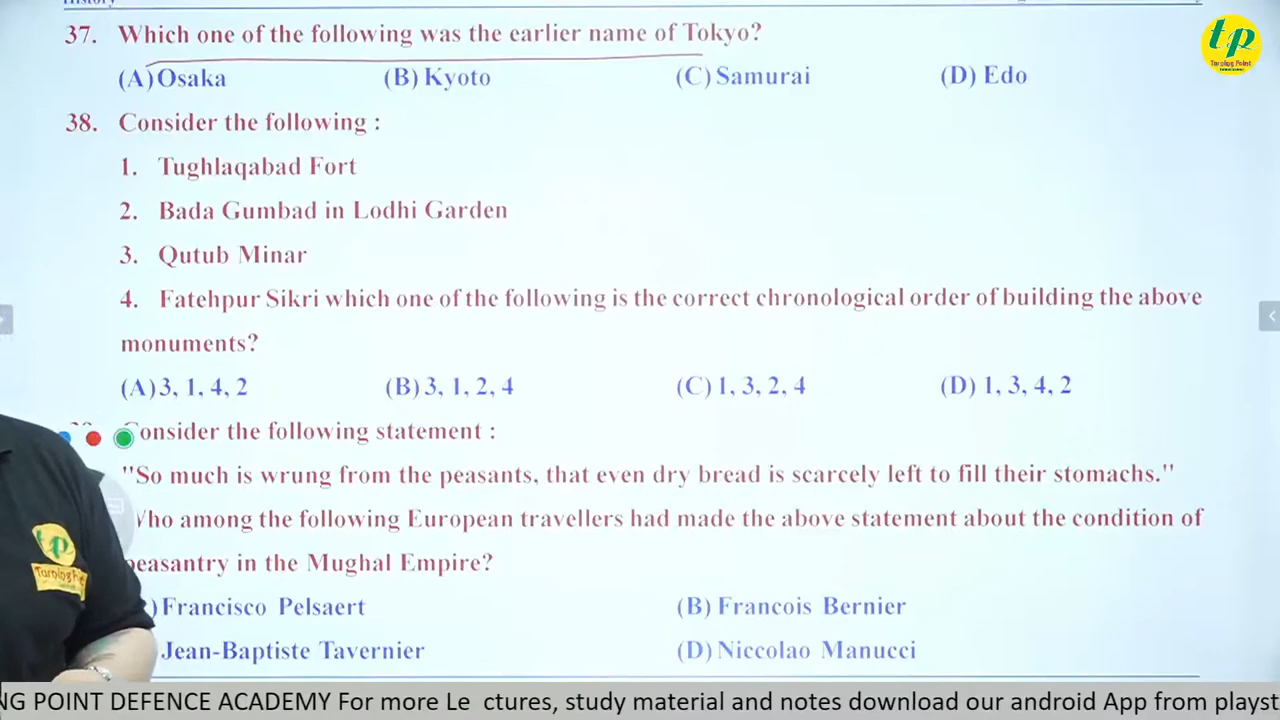 37. Which one of the following was the earlier name of Tokyo?
(A) Osaka (B) Kyoto (C) Samurai (D) Edo
38. Consider the following :
1. Tughlaqabad Fort
2. Bada Gumbad in Lodhi Garden
3. Qutub Minar
4. Fatehpur Sikri which one of the following is the correct chronological order of building the above
monuments?
(A) 3, 1, 4, 2 (B) 3, 1, 2, 4 (C) 1, 3, 2, 4 (D) 1, 3, 4, 2
onsider the following statement :
"So much is wrung from the peasants, that even dry bread is scarcely left to fill their stomachs."
Who among the following European travellers had made the above statement about the condition of
peasantry in the Mughal Empire?
) Francisco Pelsaert (B) Francois Bernier
Jean-Baptiste Tavernier (D) Niccolao Manucci
tp
Turning Point
tp
Turning Point
NG POINT DEFENCE ACADEMY For more Le ctures, study material and notes download our android App from playst